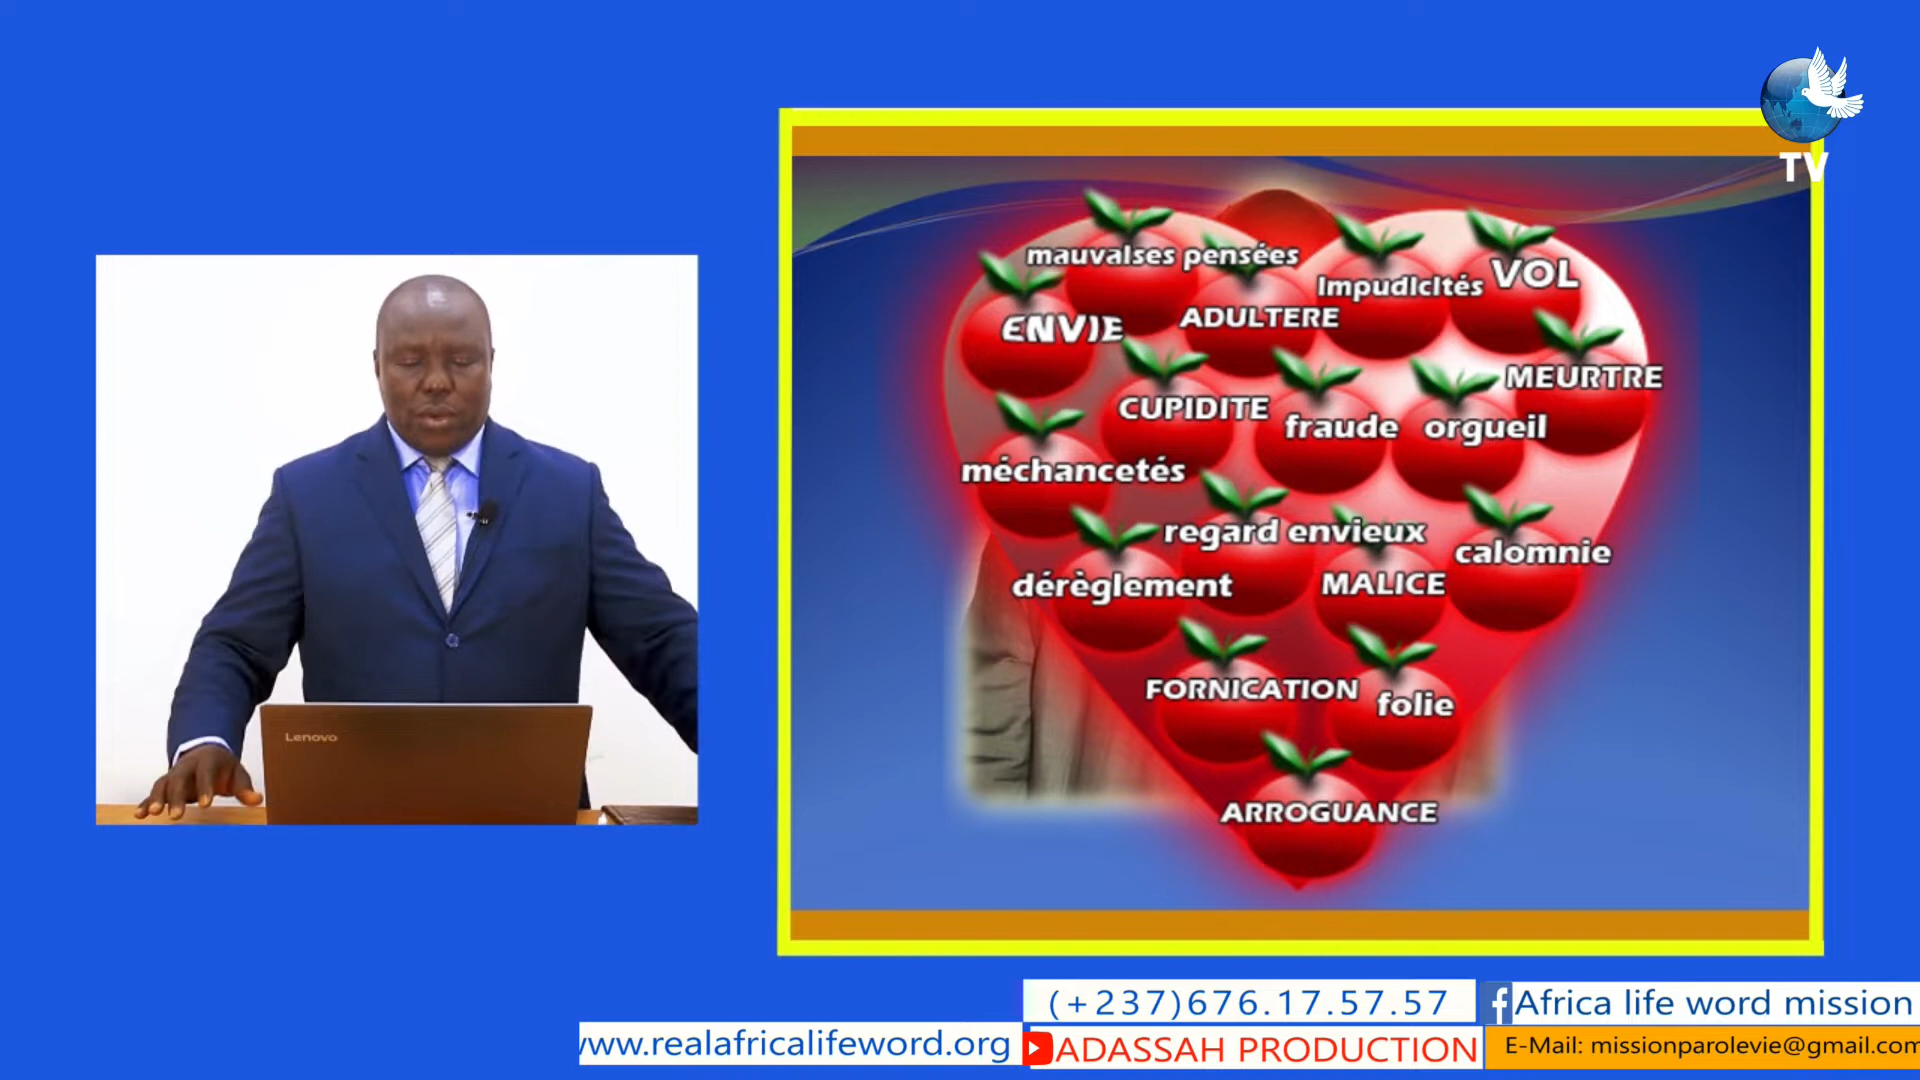 TV
mauvaises pensées
impudicités
VOL
ENVIE
ADULTERE
MEURTRE
CUPIDITE
fraude
orgueil
méchancetés
regard envieux
calomnie
dérèglement
MALICE
FORNICATION
folie
ARROGUANCE
Lenovo
(+237)676.17.57.57
Africa life word mission
www.realafricalifeword.org
ADASSAH PRODUCTION
E-Mail: missionparolevie@gmail.com